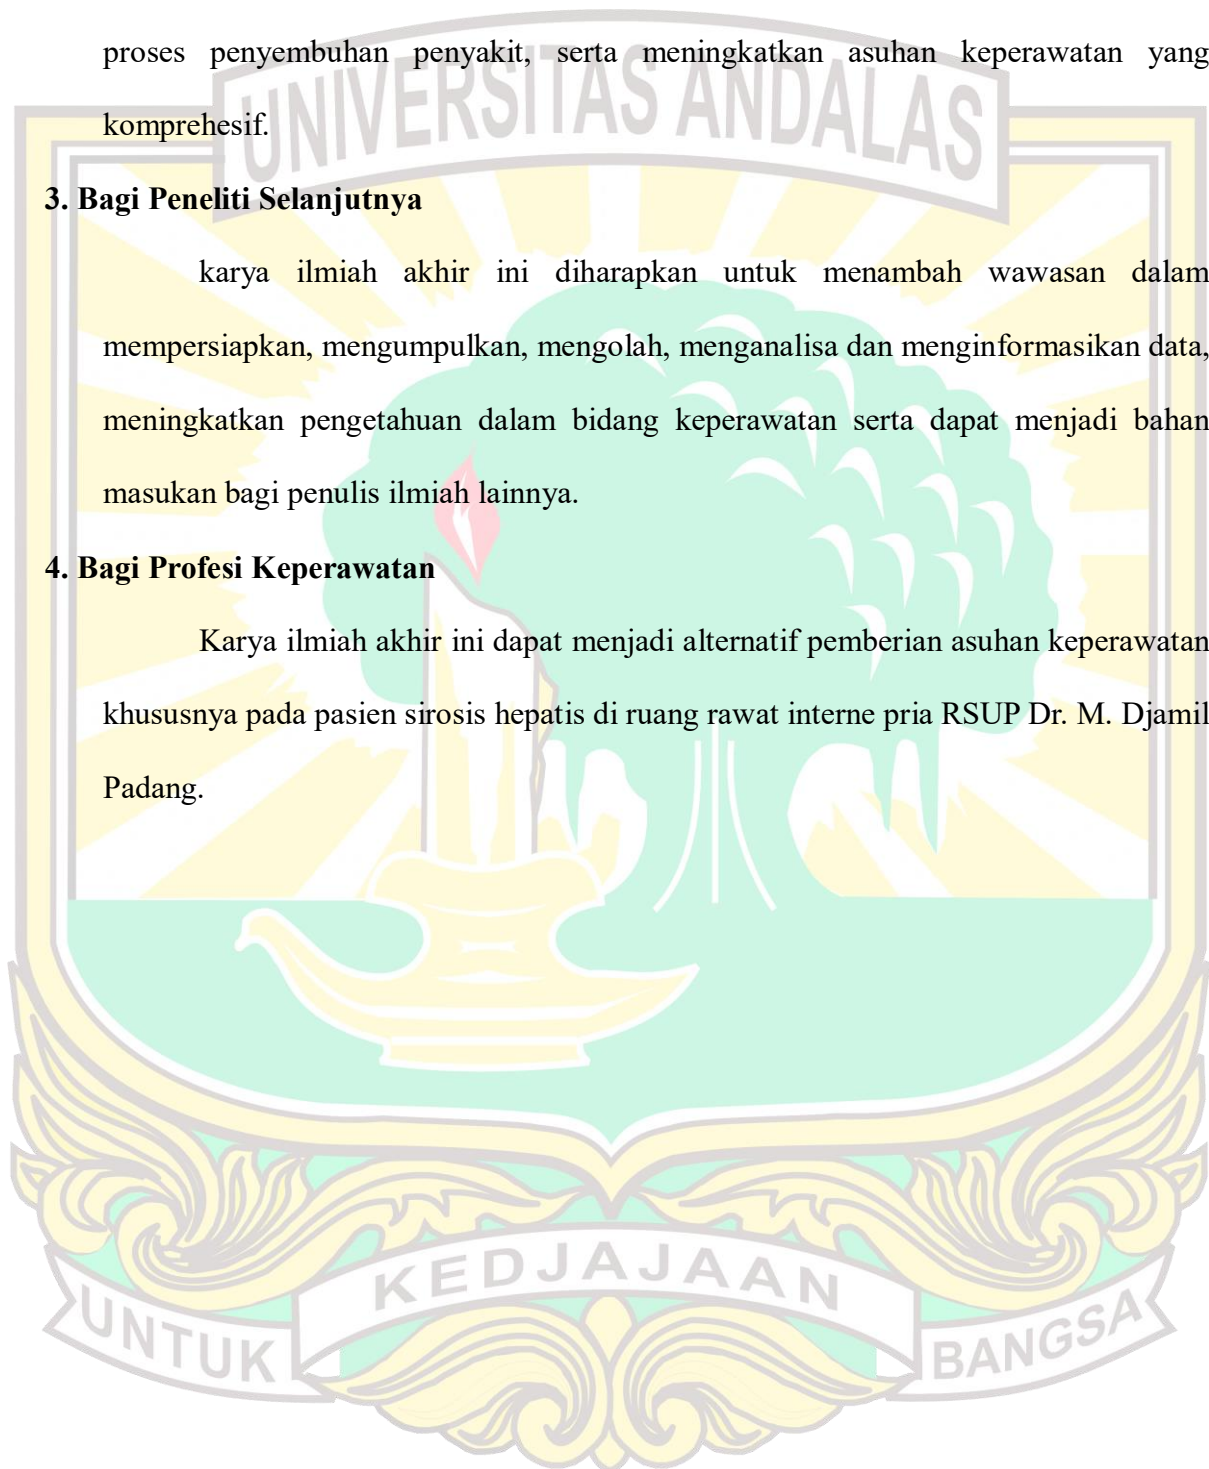 UNIVERSITAS ANDALAS
proses penyembuhan penyakit, serta meningkatkan asuhan keperawatan yang
komprehesif.
3. Bagi Peneliti Selanjutnya
karya ilmiah akhir ini diharapkan untuk menambah wawasan dalam
mempersiapkan, mengumpulkan, mengolah, menganalisa dan menginformasikan data,
meningkatkan pengetahuan dalam bidang keperawatan serta dapat menjadi bahan
masukan bagi penulis ilmiah lainnya.
4. Bagi Profesi Keperawatan
Karya ilmiah akhir ini dapat menjadi alternatif pemberian asuhan keperawatan
khususnya pada pasien sirosis hepatis di ruang rawat interne pria RSUP Dr. M. Djamil
Padang.
UNTUK KEDJAJAAN BANGSA